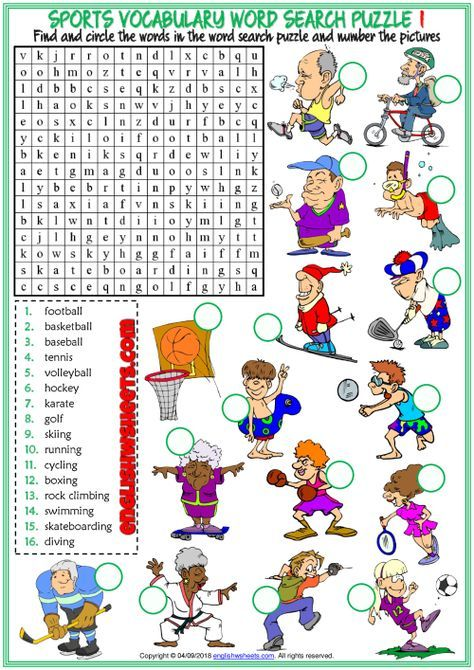 SPORTS VOCABULARY WORD SEARCH PUZZLE 1
Find and circle the words in the word search puzzle and number the pictures
v k j r r o t n d l x c b q u
o o h m o z t e q v r v a l h
l d b c c s e q k z d b s c x
l h a o k s n w v j h y e y c
e o s x c l n z d u r f b c q
y c k i l o i l x o t b a l b
b k e n i k s q j d e w l i y
a e t g m a g d i o o s l n k
l y f e b r t i n p y w h g z
l s a x i a f v n s k i i n g
b k l w n t d i i o y m l g t
c j l h g e y n n o h m y t l
k o w s k y h g g f a i f f m
s k a t e b o a r d i n g s q
c c s c e q n g o l f g y h a
1. football
2. basketball
3. baseball
4. tennis
5. volleyball
6. hockey
7. karate
8. golf
9. skiing
10. running
11. cycling
12. boxing
13. rock climbing
14. swimming
15. skateboarding
16. diving
ENGLISHWSHEETS.COM
Copyright © 04/09/2018 englishwsheets.com. All rights reserved.